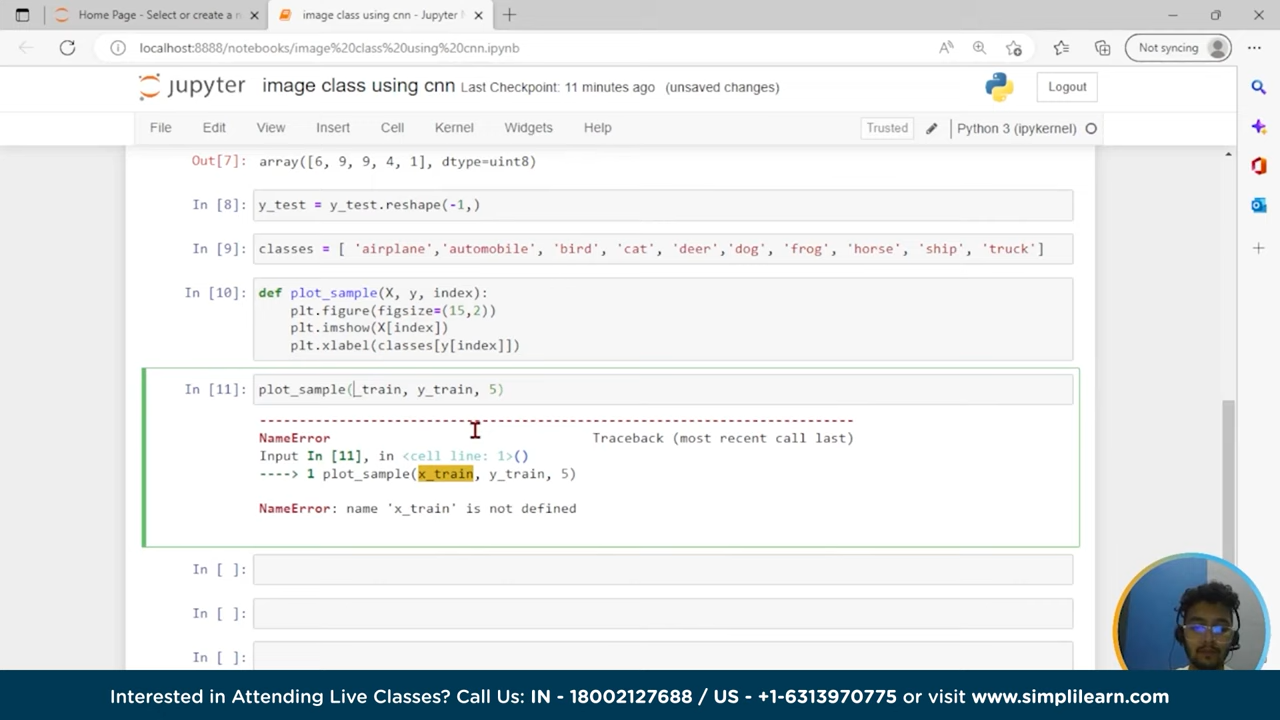 Home Page - Select or create a n
image class using cnn - Jupyter
localhost:8888/notebooks/image%20class%20using%20cnn.ipynb
Not syncing
jupyter image class using cnn Last Checkpoint: 11 minutes ago (unsaved changes)
Logout
File Edit View Insert Cell Kernel Widgets Help
Trusted Python 3 (ipykernel)
Out[7]: array([6, 9, 9, 4, 1], dtype=uint8)
In [8]: y_test = y_test.reshape(-1,)
In [9]: classes = [ 'airplane','automobile', 'bird', 'cat', 'deer','dog', 'frog', 'horse', 'ship', 'truck']
In [10]: def plot_sample(X, y, index):
plt.figure(figsize=(15,2))
plt.imshow(X[index])
plt.xlabel(classes[y[index]])
In [11]: plot_sample(_train, y_train, 5)
---------------------------------------------------------------------------
NameError Traceback (most recent call last)
Input In [11], in <cell line: 1>()
----> 1 plot_sample(x_train, y_train, 5)
NameError: name 'x_train' is not defined
In [ ]:
In [ ]:
In [ ]:
Interested in Attending Live Classes? Call Us: IN - 18002127688 / US - +1-6313970775 or visit www.simplilearn.com